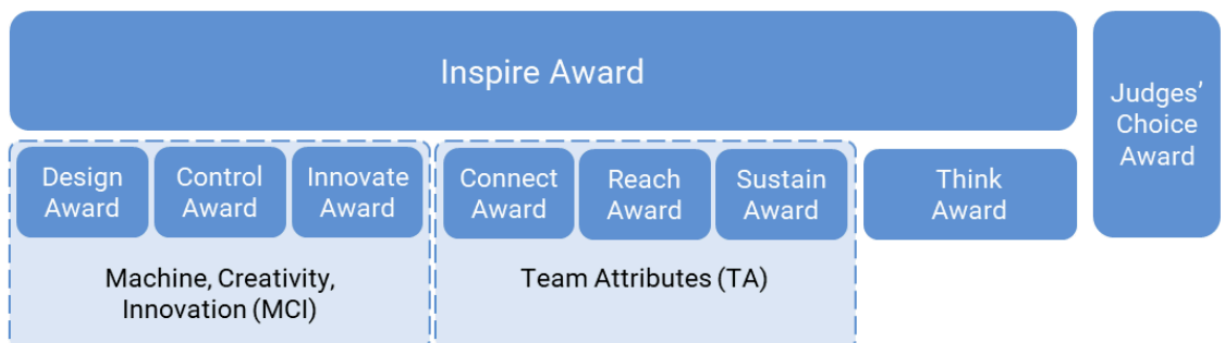 Inspire Award
Judges’
Choice
Award
Design
Award
Control
Award
Innovate
Award
Connect
Award
Reach
Award
Sustain
Award
Think
Award
Machine, Creativity,
Innovation (MCI)
Team Attributes (TA)